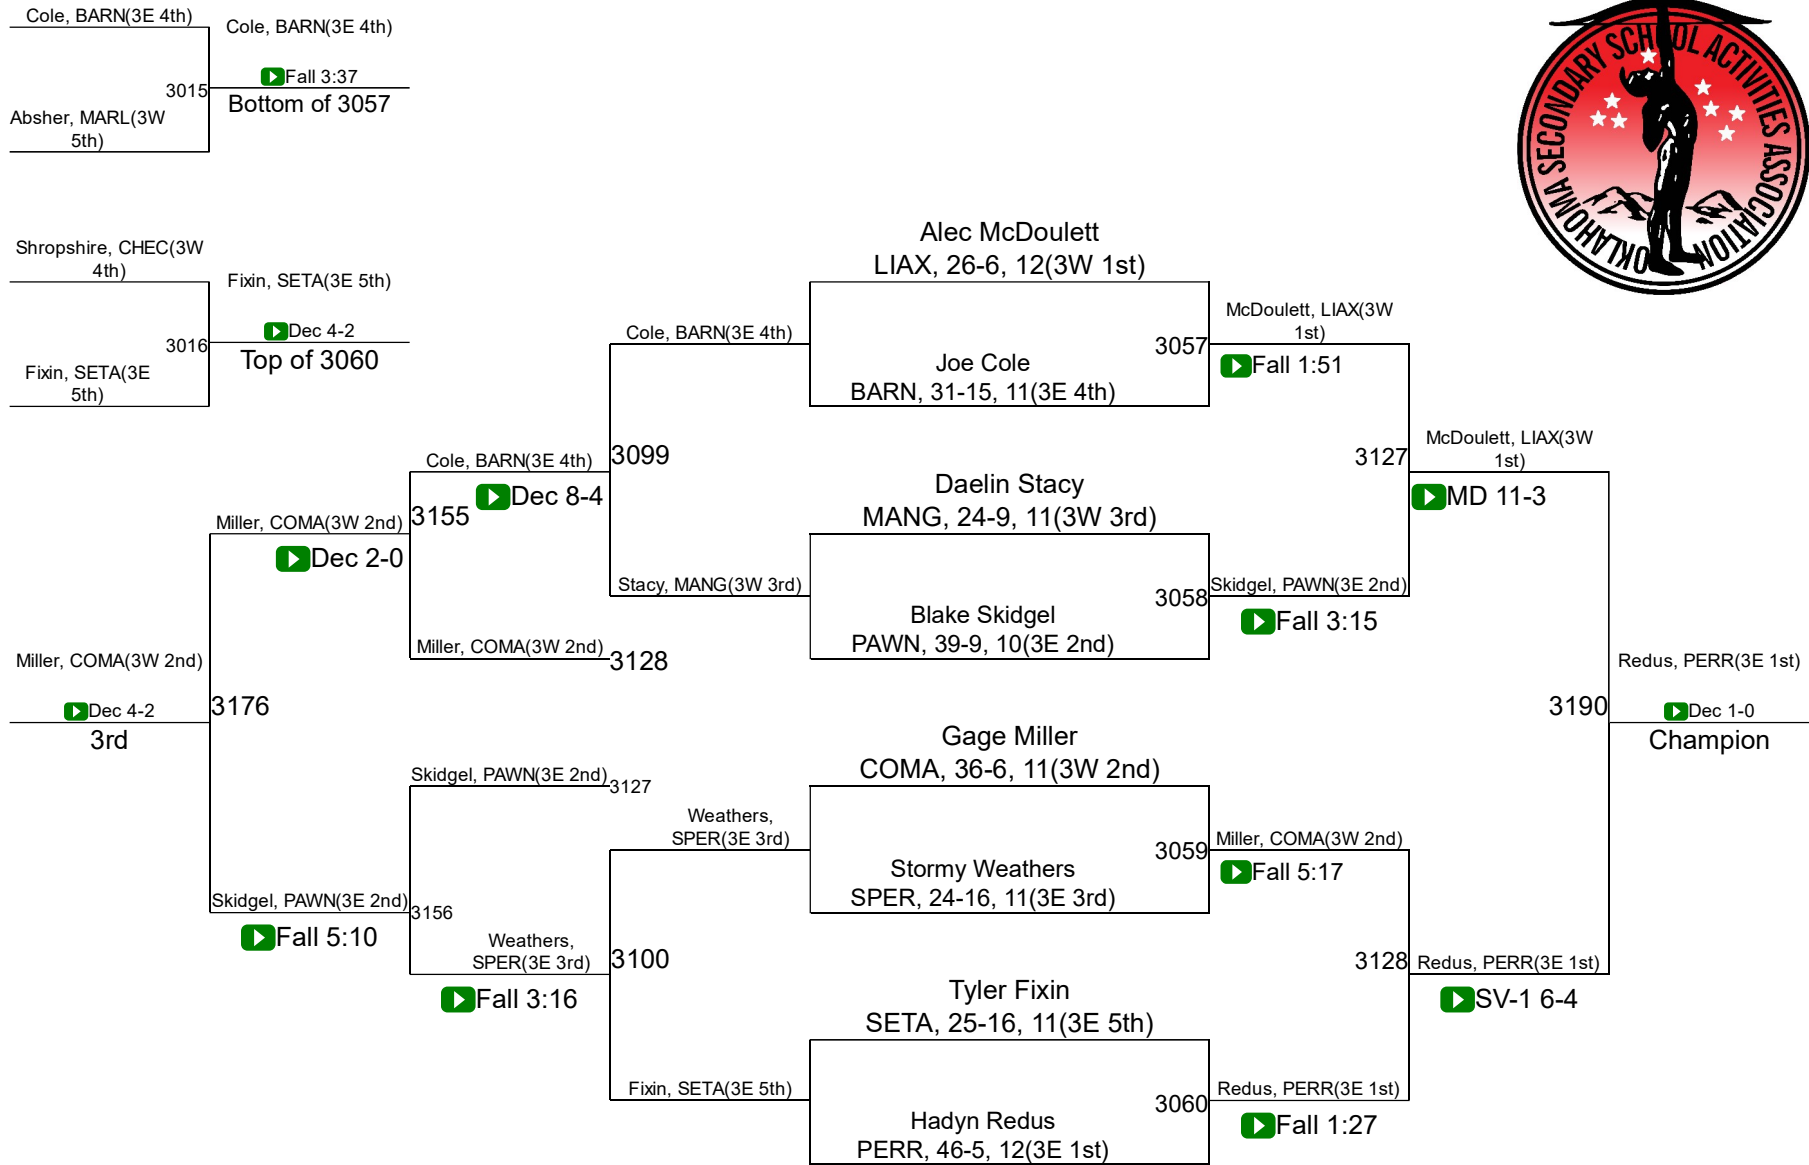 Cole, BARN(3E 4th)
Cole, BARN(3E 4th)
Fall 3:37
3015
Bottom of 3057
Absher, MARL(3W
5th)
OKLAHOMA SECONDARY SCHOOL ACTIVITIES ASSOCIATION
Shropshire, CHEC(3W
4th)
Fixin, SETA(3E 5th)
Dec 4-2
3016
Top of 3060
Fixin, SETA(3E
5th)
Alec McDoulett
LIAX, 26-6, 12(3W 1st)
McDoulett, LIAX(3W
1st)
Cole, BARN(3E 4th)
3057
Fall 1:51
Joe Cole
BARN, 31-15, 11(3E 4th)
Cole, BARN(3E 4th)
3099
Dec 8-4
3127
McDoulett, LIAX(3W
1st)
MD 11-3
Daelin Stacy
MANG, 24-9, 11(3W 3rd)
Miller, COMA(3W 2nd)
3155
Dec 2-0
Stacy, MANG(3W 3rd)
3058
Skidgel, PAWN(3E 2nd)
Fall 3:15
Blake Skidgel
PAWN, 39-9, 10(3E 2nd)
Miller, COMA(3W 2nd)
3128
Miller, COMA(3W 2nd)
Dec 4-2
3rd
3176
Redus, PERR(3E 1st)
3190
Dec 1-0
Champion
Gage Miller
COMA, 36-6, 11(3W 2nd)
Skidgel, PAWN(3E 2nd)
3127
Weathers,
SPER(3E 3rd)
3059
Miller, COMA(3W 2nd)
Fall 5:17
Stormy Weathers
SPER, 24-16, 11(3E 3rd)
Skidgel, PAWN(3E 2nd)
3156
Fall 5:10
Weathers,
SPER(3E 3rd)
3100
Fall 3:16
3128
Redus, PERR(3E 1st)
SV-1 6-4
Tyler Fixin
SETA, 25-16, 11(3E 5th)
Fixin, SETA(3E 5th)
3060
Redus, PERR(3E 1st)
Fall 1:27
Hadyn Redus
PERR, 46-5, 12(3E 1st)